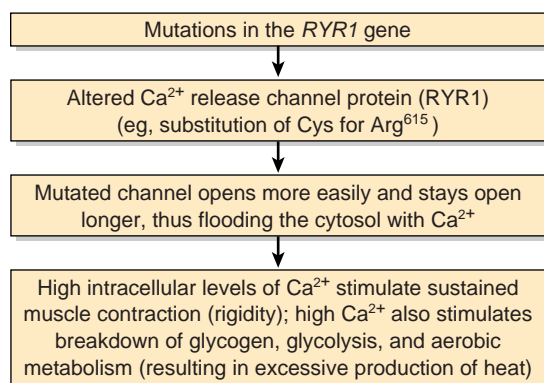 Mutations in the RYR1 gene
Altered Ca²⁺ release channel protein (RYR1)
(eg, substitution of Cys for Arg⁶¹⁵)
Mutated channel opens more easily and stays open
longer, thus flooding the cytosol with Ca²⁺
High intracellular levels of Ca²⁺ stimulate sustained
muscle contraction (rigidity); high Ca²⁺ also stimulates
breakdown of glycogen, glycolysis, and aerobic
metabolism (resulting in excessive production of heat)